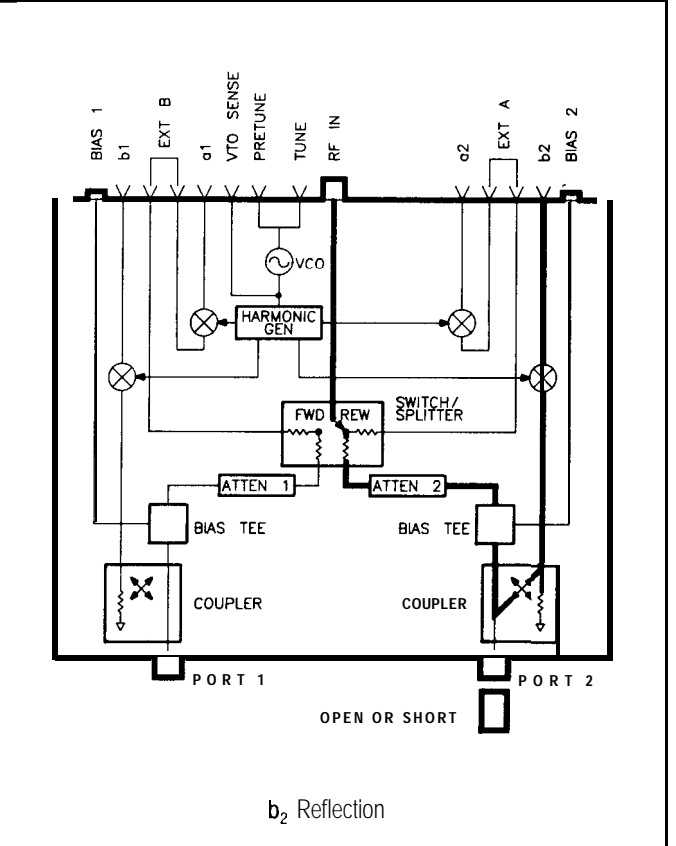 BIAS 1
b1
EXT B
a1
VTO SENSE
PRETUNE
TUNE
RF IN
a2
EXT A
b2
BIAS 2
VCO
HARMONIC
GEN
SWITCH/
SPLITTER
FWD REW
ATTEN 1
ATTEN 2
BIAS TEE
BIAS TEE
COUPLER
COUPLER
PORT 1
PORT 2
OPEN OR SHORT
b2 Reflection